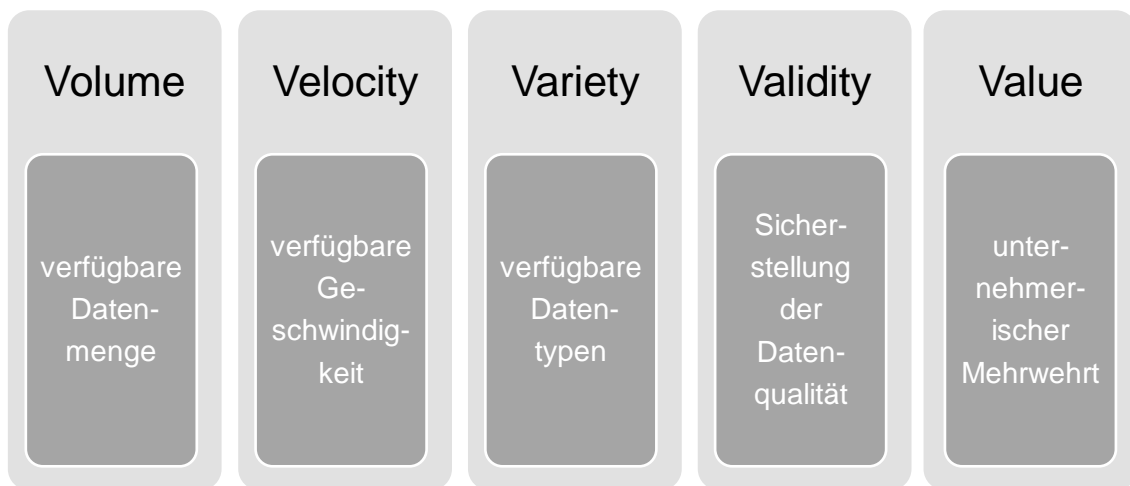 Volume
verfügbare
Daten-
menge
Velocity
verfügbare
Ge-
schwindig-
keit
Variety
verfügbare
Daten-
typen
Validity
Sicher-
stellung
der
Daten-
qualität
Value
unter-
nehmer-
ischer
Mehrwehrt